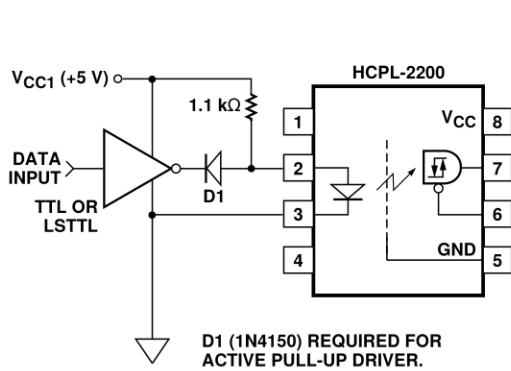 HCPL-2200
VCC1 (+5 V)
1.1 kΩ
1
VCC
8
DATA
INPUT
2
7
D1
TTL OR
LSTTL
3
6
4
GND
5
D1 (1N4150) REQUIRED FOR
ACTIVE PULL-UP DRIVER.